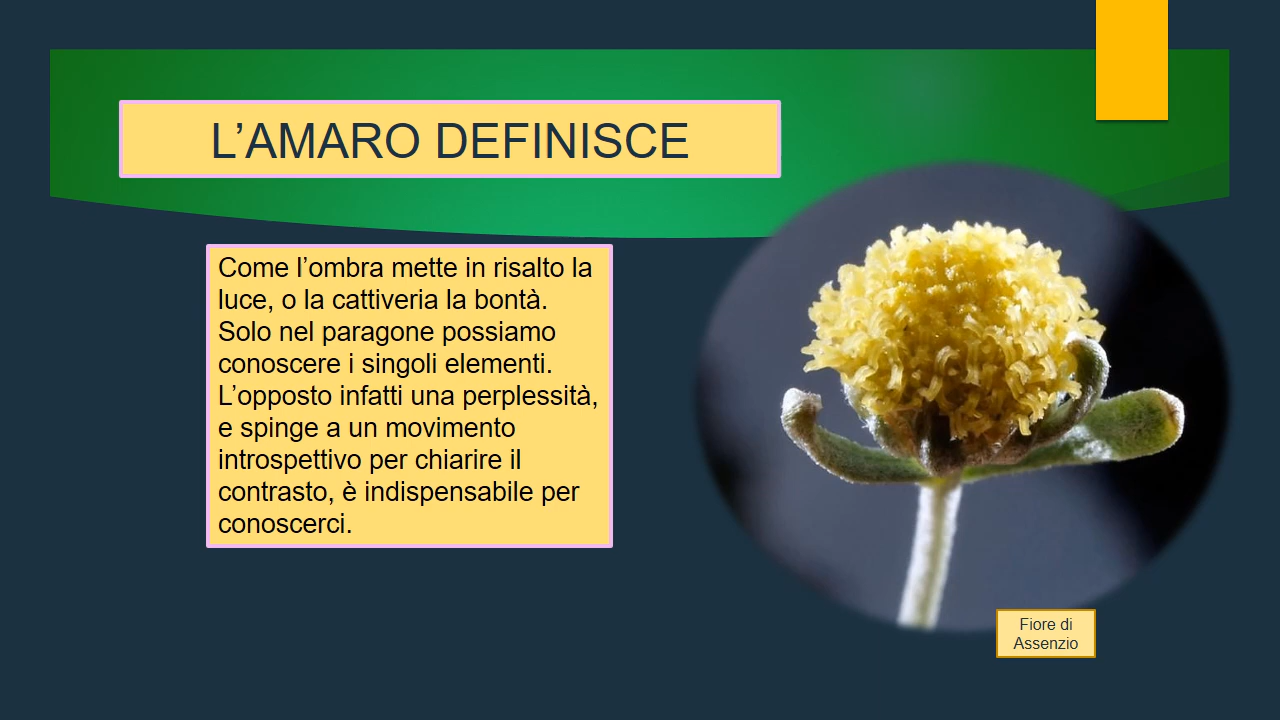 L’AMARO DEFINISCE
Come l’ombra mette in risalto la
luce, o la cattiveria la bontà.
Solo nel paragone possiamo
conoscere i singoli elementi.
L’opposto infatti una perplessità,
e spinge a un movimento
introspettivo per chiarire il
contrasto, è indispensabile per
conoscerci.
Fiore di
Assenzio